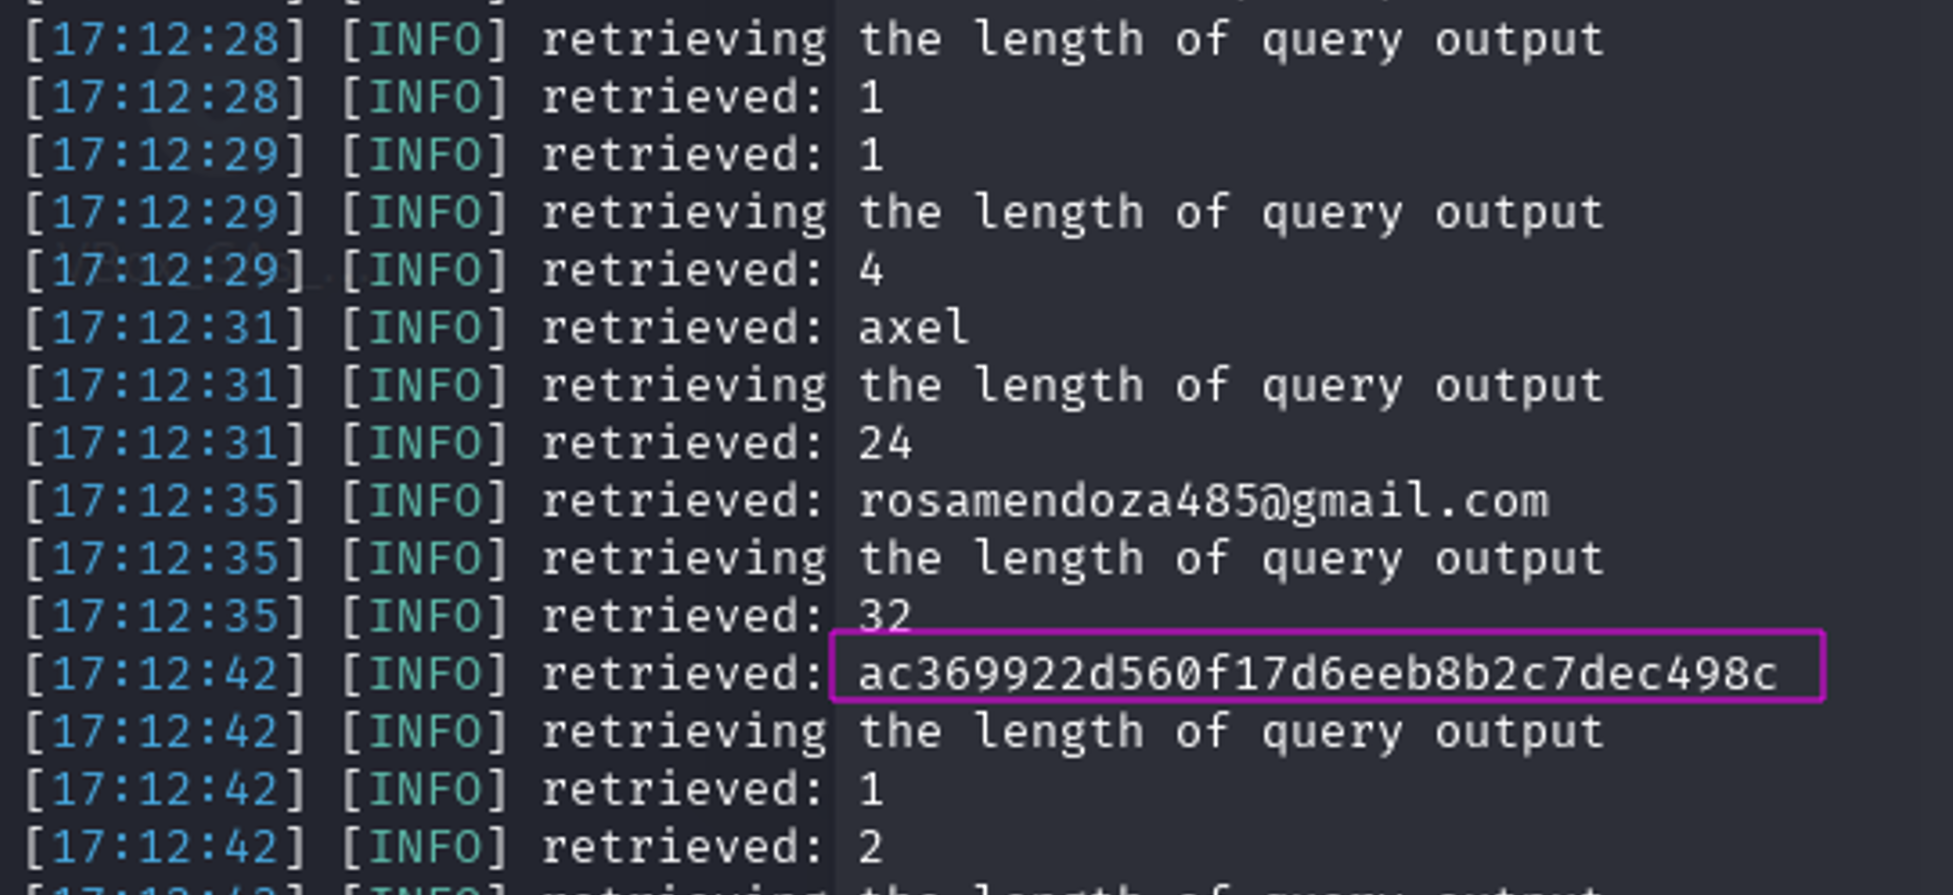 [17:12:28] [INFO] retrieving the length of query output
[17:12:28] [INFO] retrieved: 1
[17:12:29] [INFO] retrieved: 1
[17:12:29] [INFO] retrieving the length of query output
[17:12:29] [INFO] retrieved: 4
[17:12:31] [INFO] retrieved: axel
[17:12:31] [INFO] retrieving the length of query output
[17:12:31] [INFO] retrieved: 24
[17:12:35] [INFO] retrieved: rosamendoza485@gmail.com
[17:12:35] [INFO] retrieving the length of query output
[17:12:35] [INFO] retrieved: 32
[17:12:42] [INFO] retrieved: ac369922d560f17d6eeb8b2c7dec498c
[17:12:42] [INFO] retrieving the length of query output
[17:12:42] [INFO] retrieved: 1
[17:12:42] [INFO] retrieved: 2